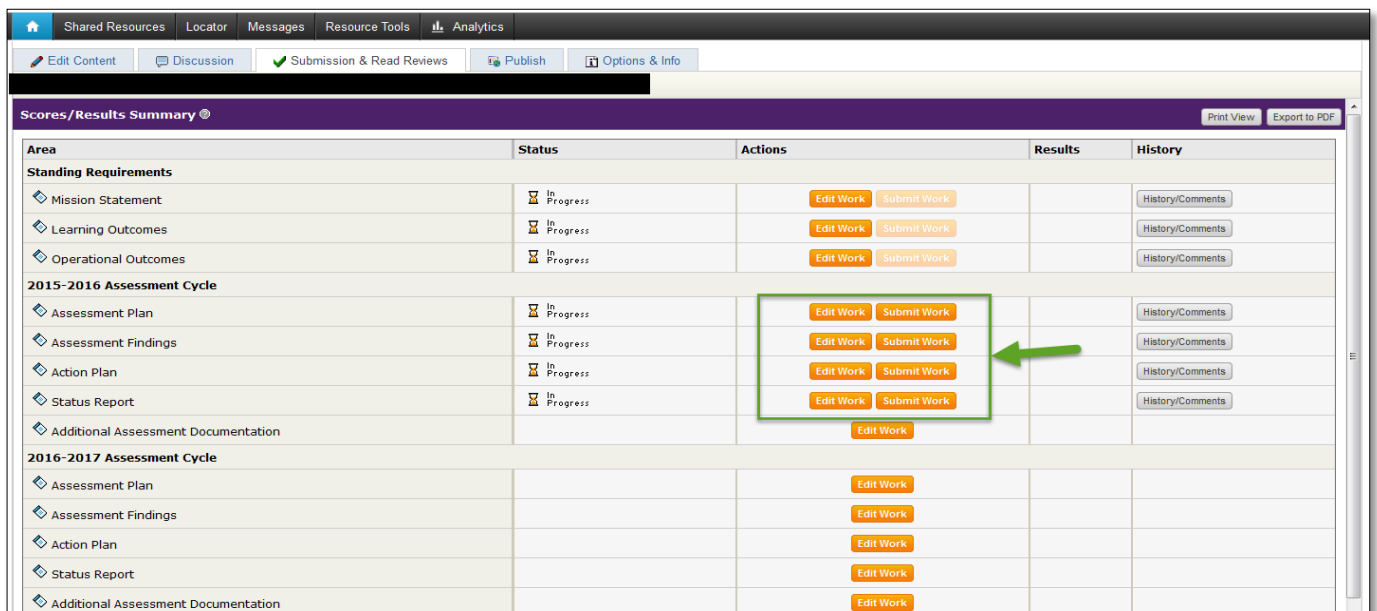 Shared Resources Locator Messages Resource Tools Analytics
Edit Content Discussion Submission & Read Reviews Publish Options & Info
Scores/Results Summary Print View Export to PDF
Area Status Actions Results History
Standing Requirements
Mission Statement In Progress Edit Work Submit Work History/Comments
Learning Outcomes In Progress Edit Work Submit Work History/Comments
Operational Outcomes In Progress Edit Work Submit Work History/Comments
2015-2016 Assessment Cycle
Assessment Plan In Progress Edit Work Submit Work History/Comments
Assessment Findings In Progress Edit Work Submit Work History/Comments
Action Plan In Progress Edit Work Submit Work History/Comments
Status Report In Progress Edit Work Submit Work History/Comments
Additional Assessment Documentation Edit Work
2016-2017 Assessment Cycle
Assessment Plan Edit Work
Assessment Findings Edit Work
Action Plan Edit Work
Status Report Edit Work
Additional Assessment Documentation Edit Work